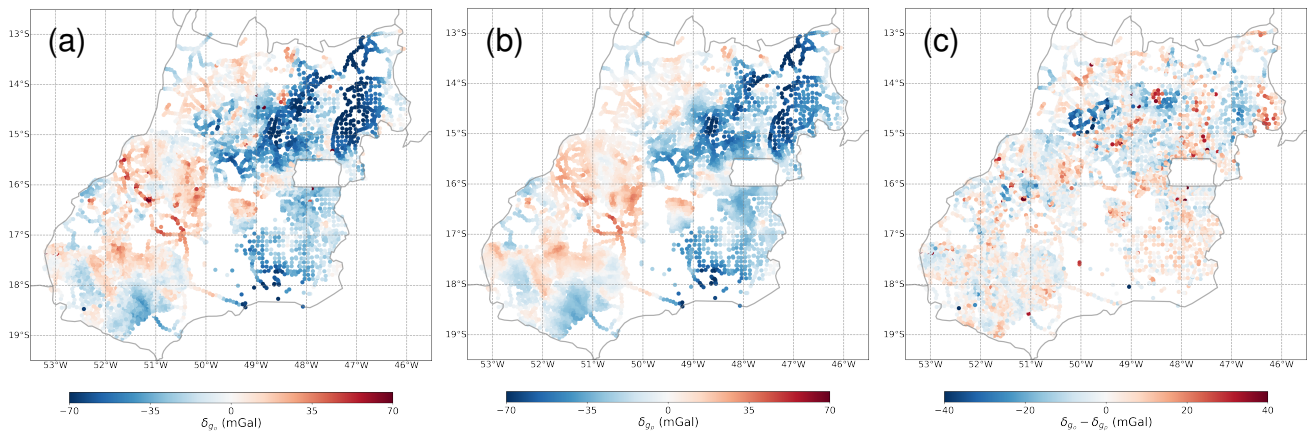 (a)
(b)
(c)
13°S
14°S
15°S
16°S
17°S
18°S
19°S
53°W 52°W 51°W 50°W 49°W 48°W 47°W 46°W
13°S
14°S
15°S
16°S
17°S
18°S
19°S
53°W 52°W 51°W 50°W 49°W 48°W 47°W 46°W
13°S
14°S
15°S
16°S
17°S
18°S
19°S
53°W 52°W 51°W 50°W 49°W 48°W 47°W 46°W
−70 −35 0 35 70
δgₒ (mGal)
−70 −35 0 35 70
δgₚ (mGal)
−40 −20 0 20 40
δgₒ − δgₚ (mGal)